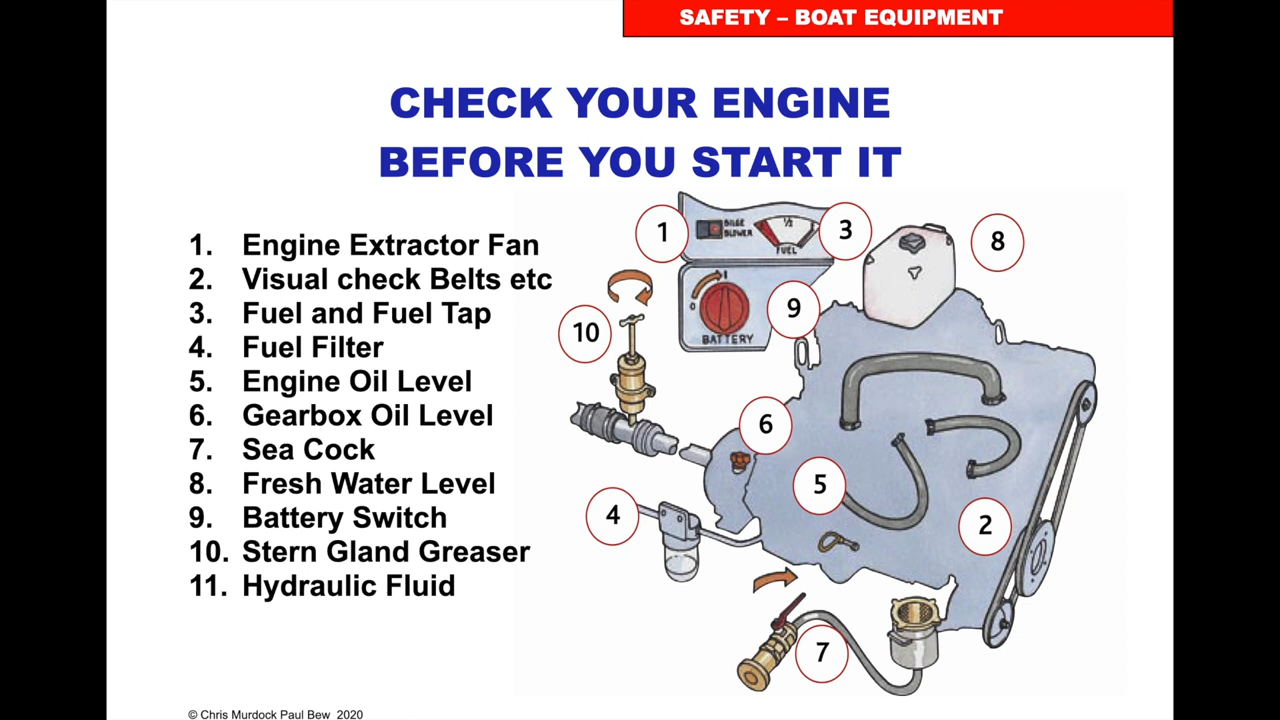 SAFETY – BOAT EQUIPMENT
CHECK YOUR ENGINE
BEFORE YOU START IT
1. Engine Extractor Fan
2. Visual check Belts etc
3. Fuel and Fuel Tap
4. Fuel Filter
5. Engine Oil Level
6. Gearbox Oil Level
7. Sea Cock
8. Fresh Water Level
9. Battery Switch
10. Stern Gland Greaser
11. Hydraulic Fluid
1
BILGE
BLOWER
1/2
FUEL
3
8
I
O
BATTERY
9
10
6
5
4
2
7
© Chris Murdock Paul Bew 2020